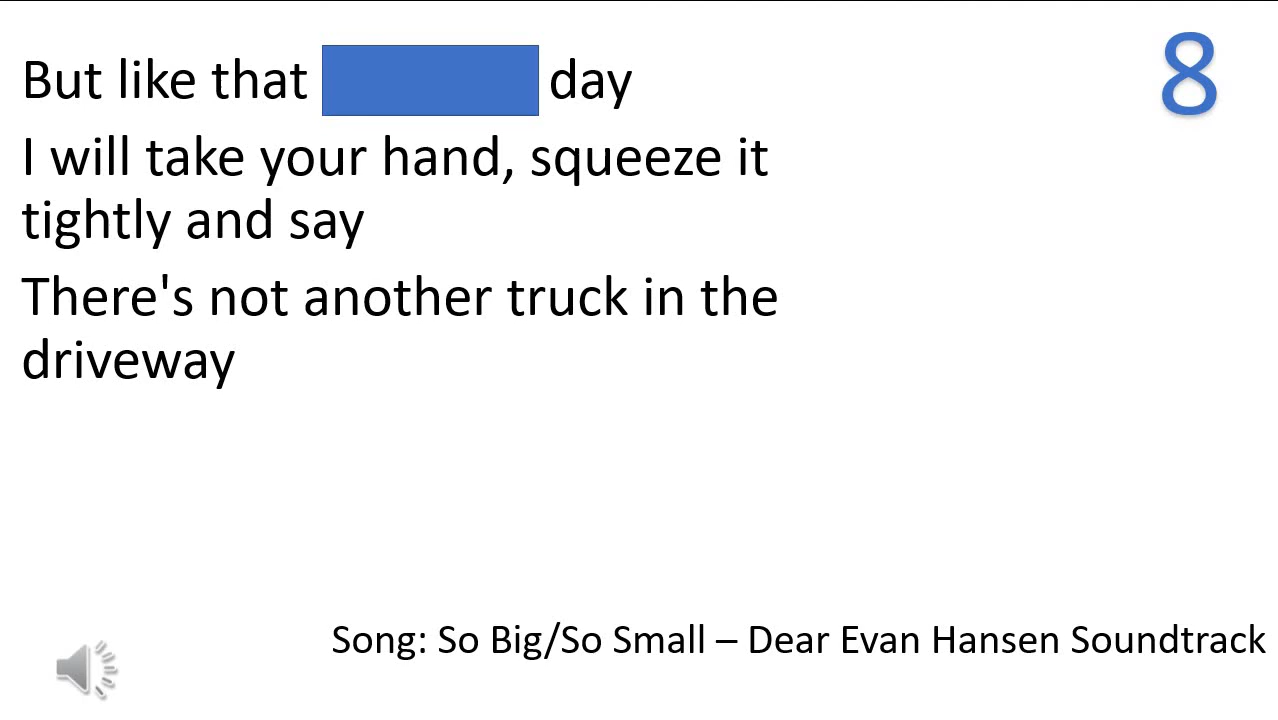 But like that day
8
I will take your hand, squeeze it
tightly and say
There's not another truck in the
driveway
Song: So Big/So Small – Dear Evan Hansen Soundtrack